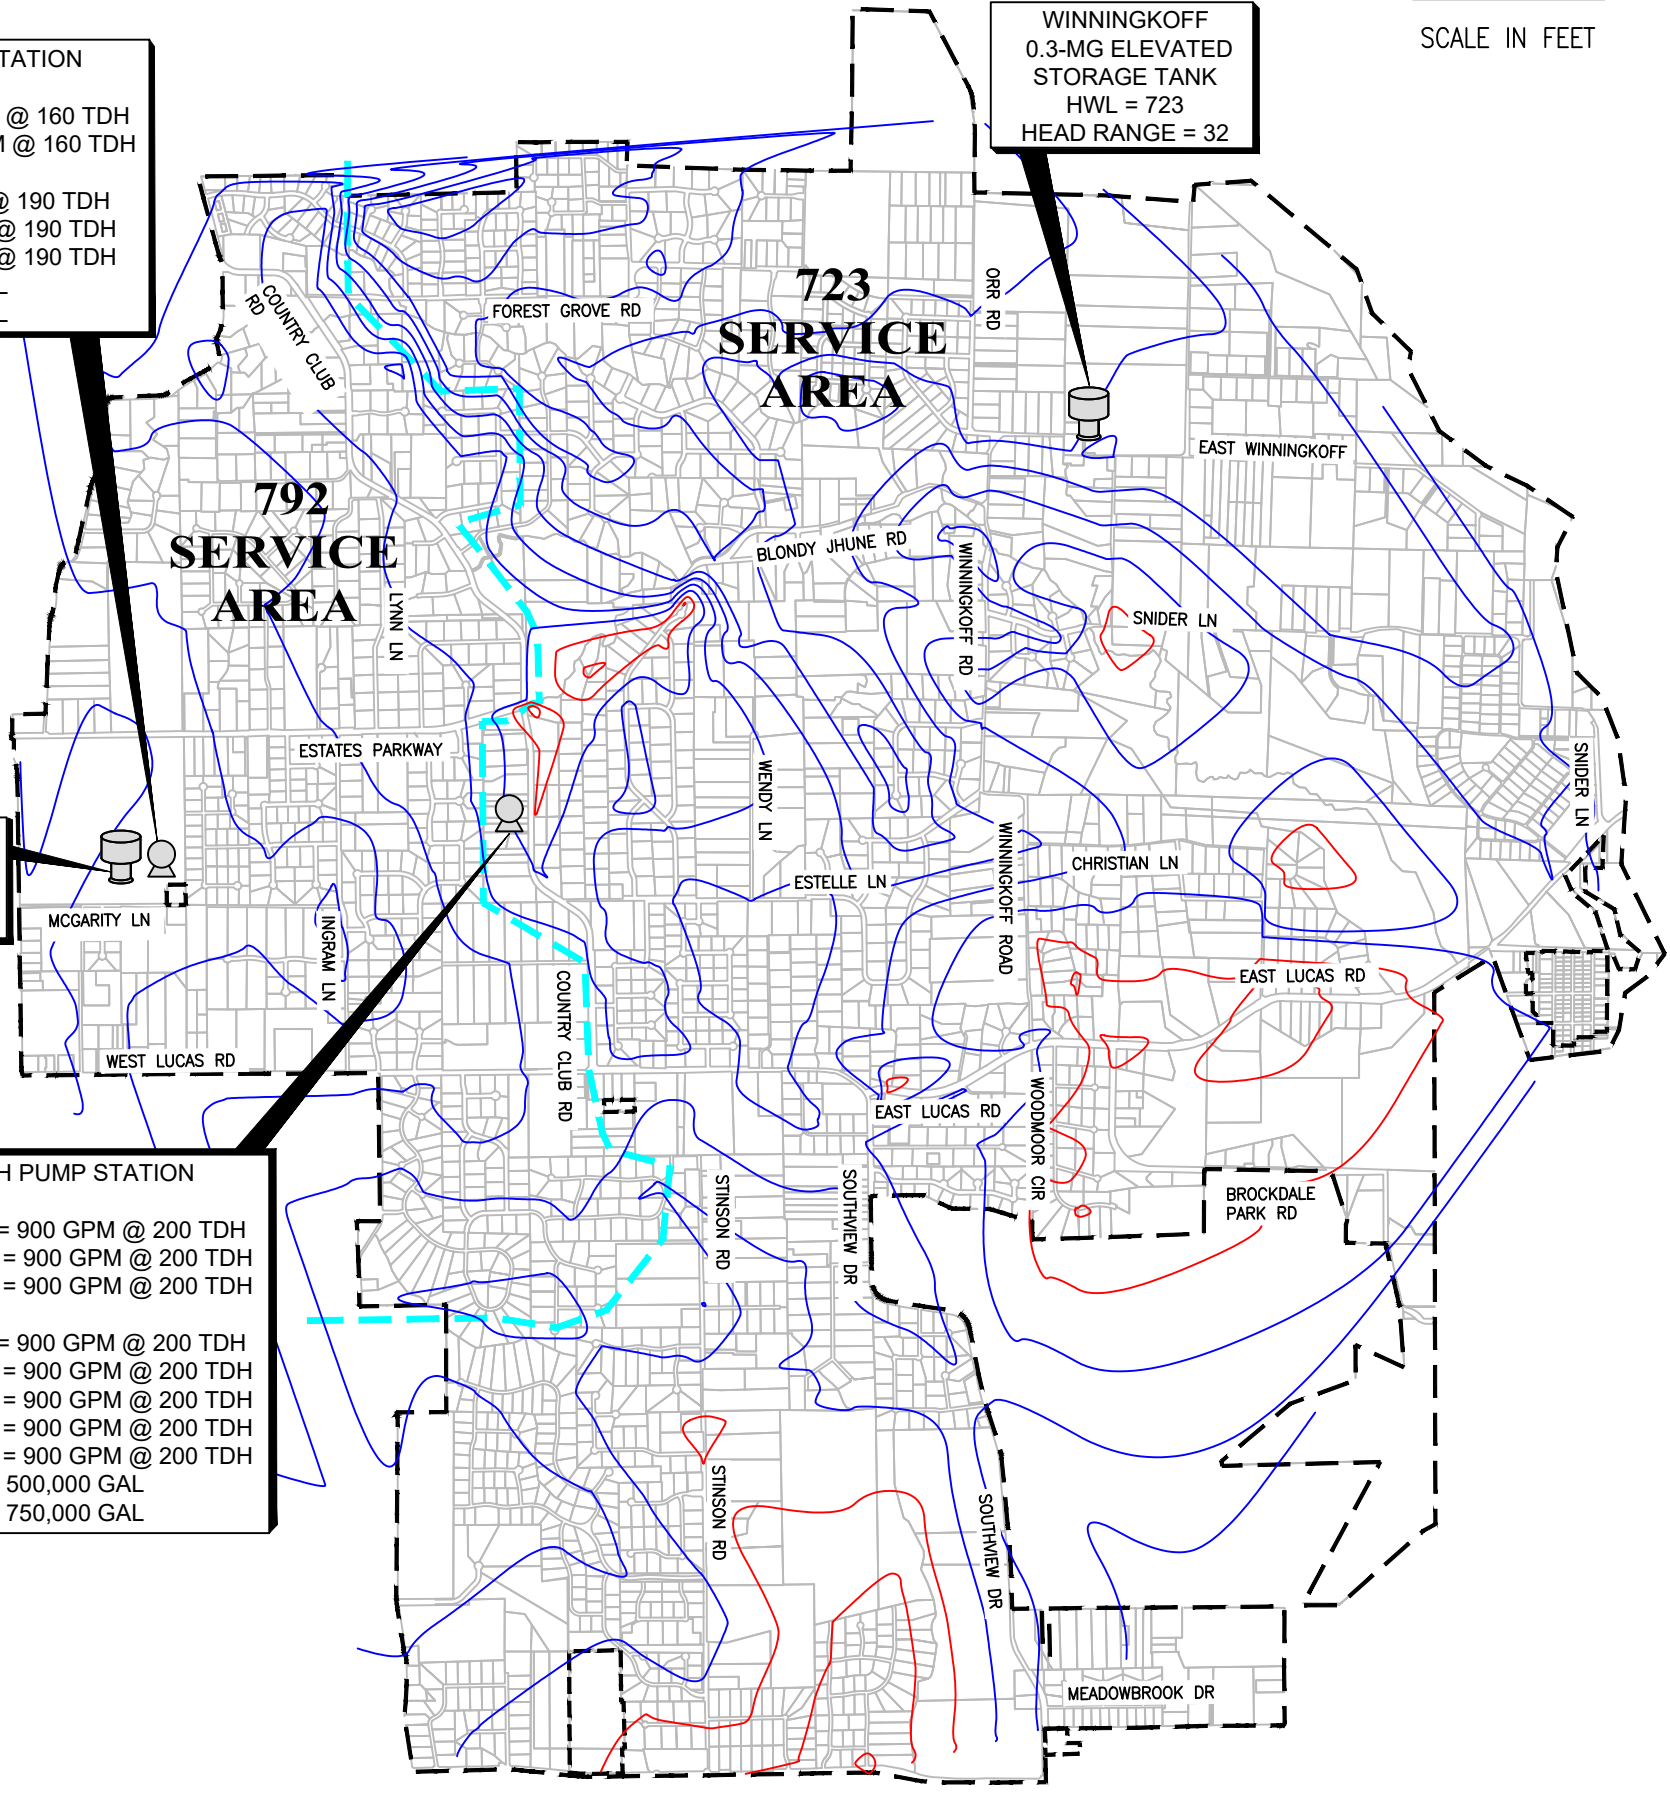 SCALE IN FEET
WINNINGKOFF
0.3-MG ELEVATED
STORAGE TANK
HWL = 723
HEAD RANGE = 32
TATION
@ 160 TDH
M @ 160 TDH
@ 190 TDH
@ 190 TDH
@ 190 TDH
723
SERVICE
AREA
ORR RD
FOREST GROVE RD
COUNTRY CLUB
RD
EAST WINNINGKOFF
792
SERVICE
AREA
LYNN LN
BLONDY JHUNE RD
WINNINGKOFF RD
SNIDER LN
ESTATES PARKWAY
WENDY LN
SNIDER LN
WINNINGKOFF ROAD
CHRISTIAN LN
ESTELLE LN
MCGARITY LN
INGRAM LN
COUNTRY CLUB RD
EAST LUCAS RD
WEST LUCAS RD
EAST LUCAS RD
WOODMOOR CIR
STINSON RD
SOUTHVIEW DR
BROCKDALE
PARK RD
H PUMP STATION
= 900 GPM @ 200 TDH
= 900 GPM @ 200 TDH
= 900 GPM @ 200 TDH
= 900 GPM @ 200 TDH
= 900 GPM @ 200 TDH
= 900 GPM @ 200 TDH
= 900 GPM @ 200 TDH
= 900 GPM @ 200 TDH
500,000 GAL
750,000 GAL
STINSON RD
SOUTHVIEW DR
MEADOWBROOK DR